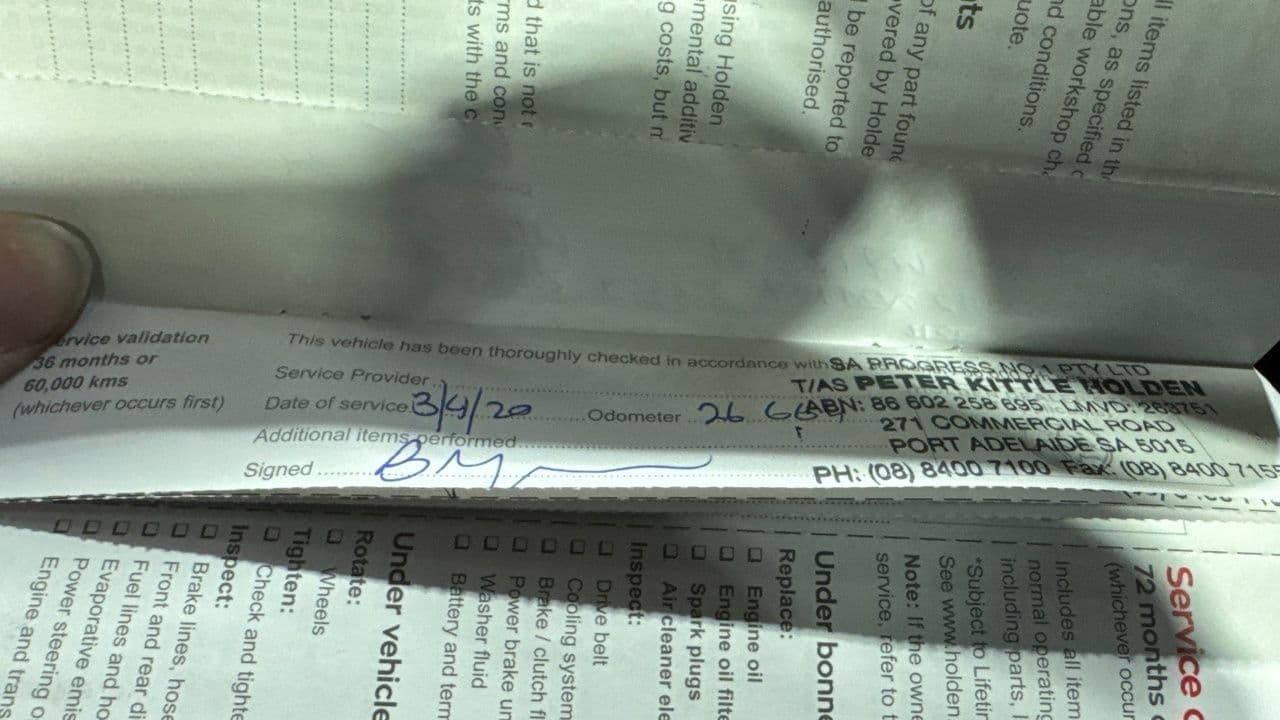 ll items listed in th
ons, as specified
able workshop ch
nd conditions.
uote.
ts
of any part found
vered by Holde
l be reported to
authorised.
sing Holden
mental additiv
g costs, but n
d that is not
ms and con
ts with the c
ervice validation
36 months or
60,000 kms
(whichever occurs first)
This vehicle has been thoroughly checked in accordance with
Service Provider
Date of service 3/4/20 Odometer 26
Additional items performed
Signed BM
SA PROGRESS NO.1 PTY LTD
T/AS PETER KITTLE HOLDEN
ABN: 86 602 258 695 LMVD: 263751
271 COMMERCIAL ROAD
PORT ADELAIDE SA 5015
PH: (08) 8400 7100 Fax: (08) 8400 7155
Service
72 months
(whichever occur
Includes all item
normal operating
including parts, l
*Subject to Lifetir
See www.holden.
Note: If the owne
service, refer to t
Under bonne
Replace:
Engine oil
Engine oil filte
Spark plugs
Air cleaner ele
Inspect:
Drive belt
Cooling system
Brake / clutch fl
Power brake un
Washer fluid
Battery and term
Under vehicle
Rotate:
Wheels
Tighten:
Check and tighte
Inspect:
Brake lines, hose
Front and rear di
Fuel lines and ho
Evaporative emis
Power steering o
Engine and trans